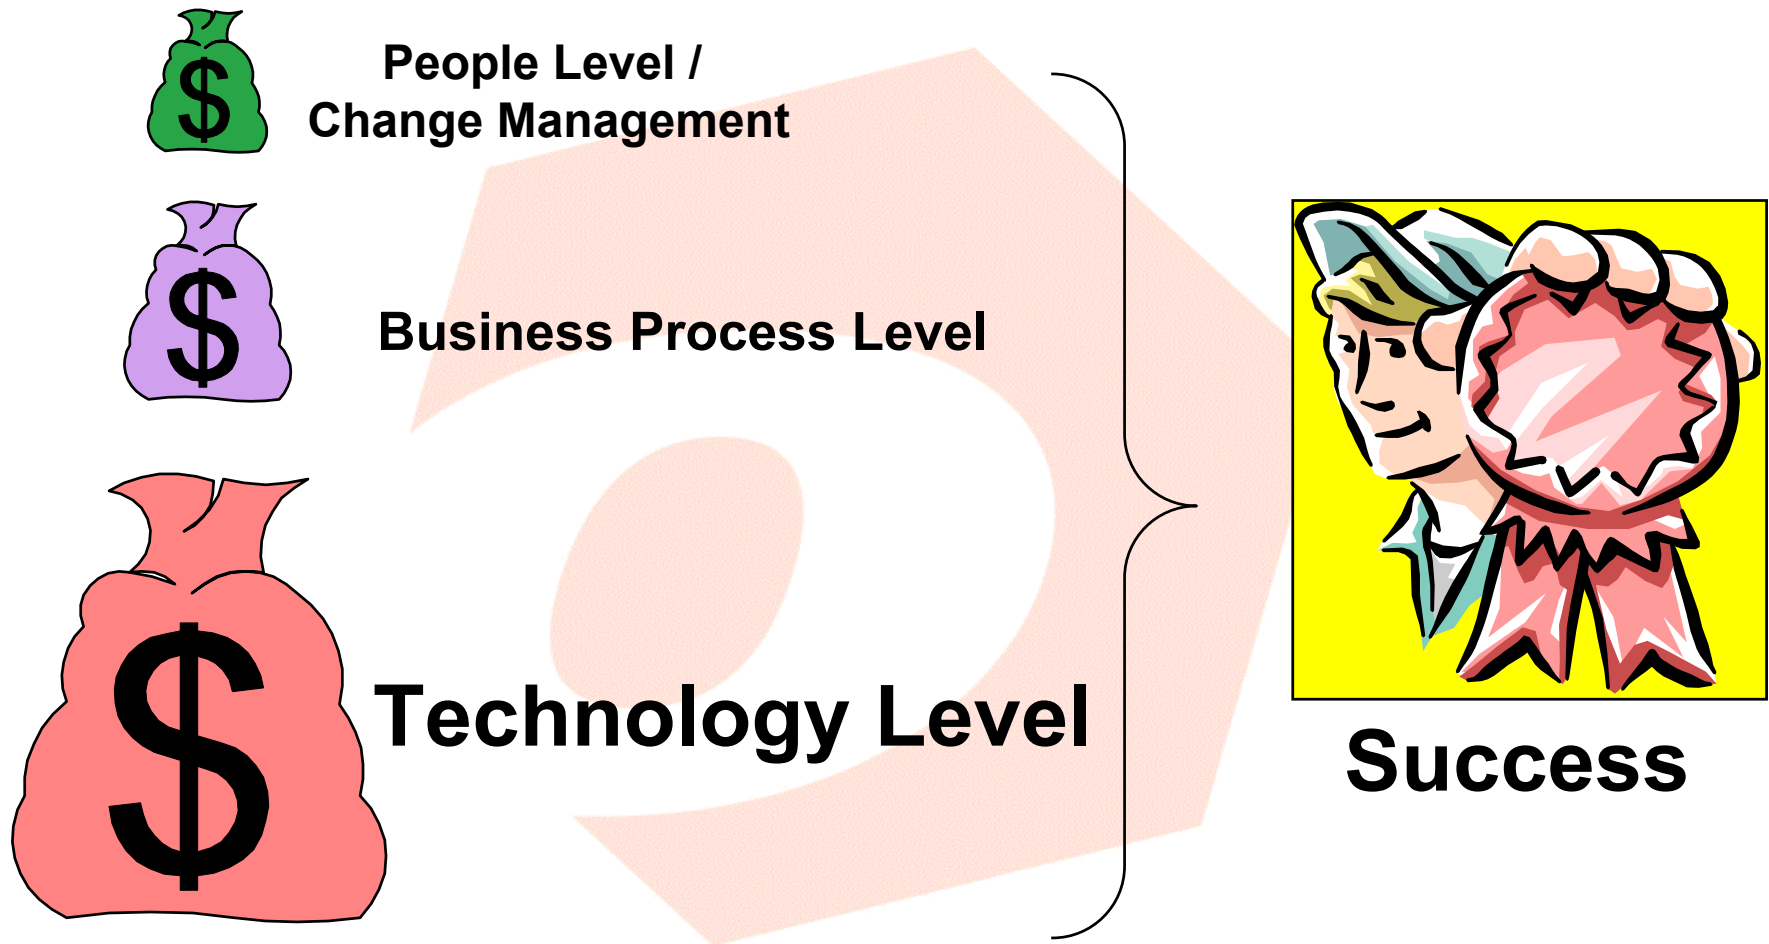 $
People Level /
Change Management
$
Business Process Level
$
Technology Level
Success